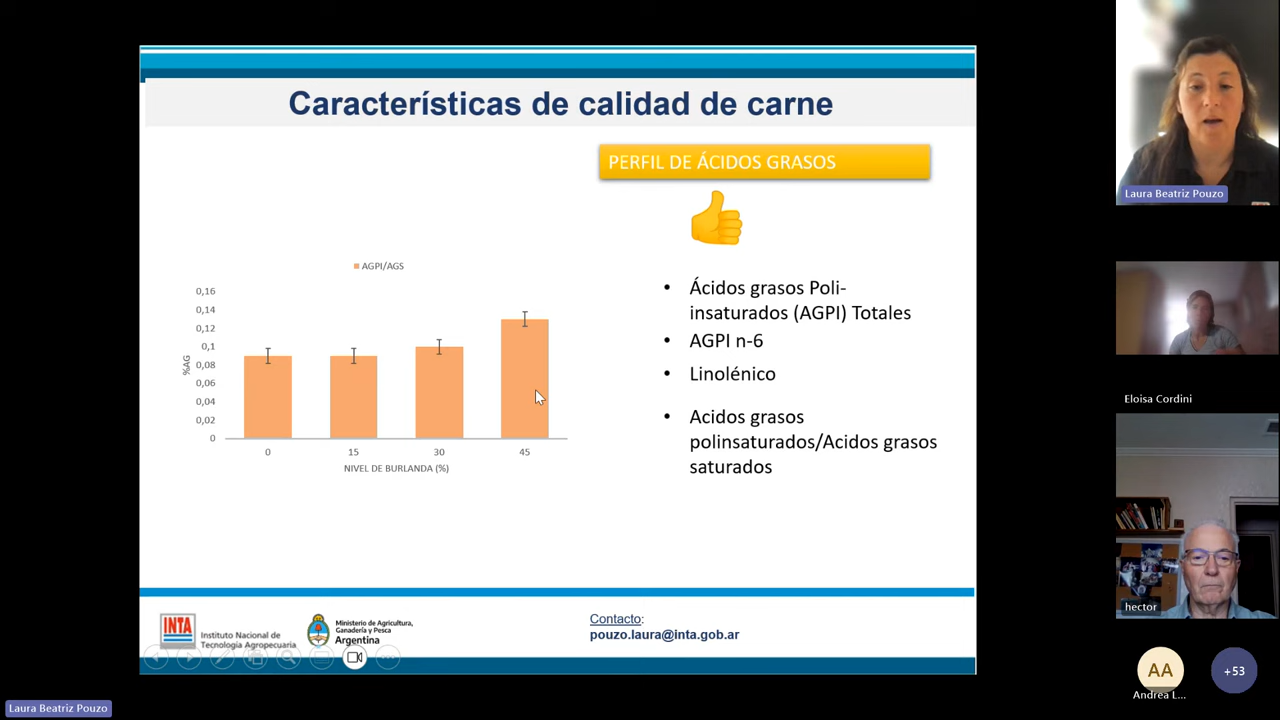 Características de calidad de carne
PERFIL DE ÁCIDOS GRASOS
AGPI/AGS
0,16
0,14
0,12
0,1
0,08
0,06
0,04
0,02
0
%AG
0
15
30
45
NIVEL DE BURLANDA (%)
• Ácidos grasos Poli-
insaturados (AGPI) Totales
• AGPI n-6
• Linolénico
• Acidos grasos
polinsaturados/Acidos grasos
saturados
INTA
Instituto Nacional de
Tecnología Agropecuaria
Ministerio de Agricultura,
Ganadería y Pesca
Argentina
Contacto:
pouzo.laura@inta.gob.ar
Laura Beatriz Pouzo
Eloisa Cordini
hector
AA
Andrea L...
+53
Laura Beatriz Pouzo